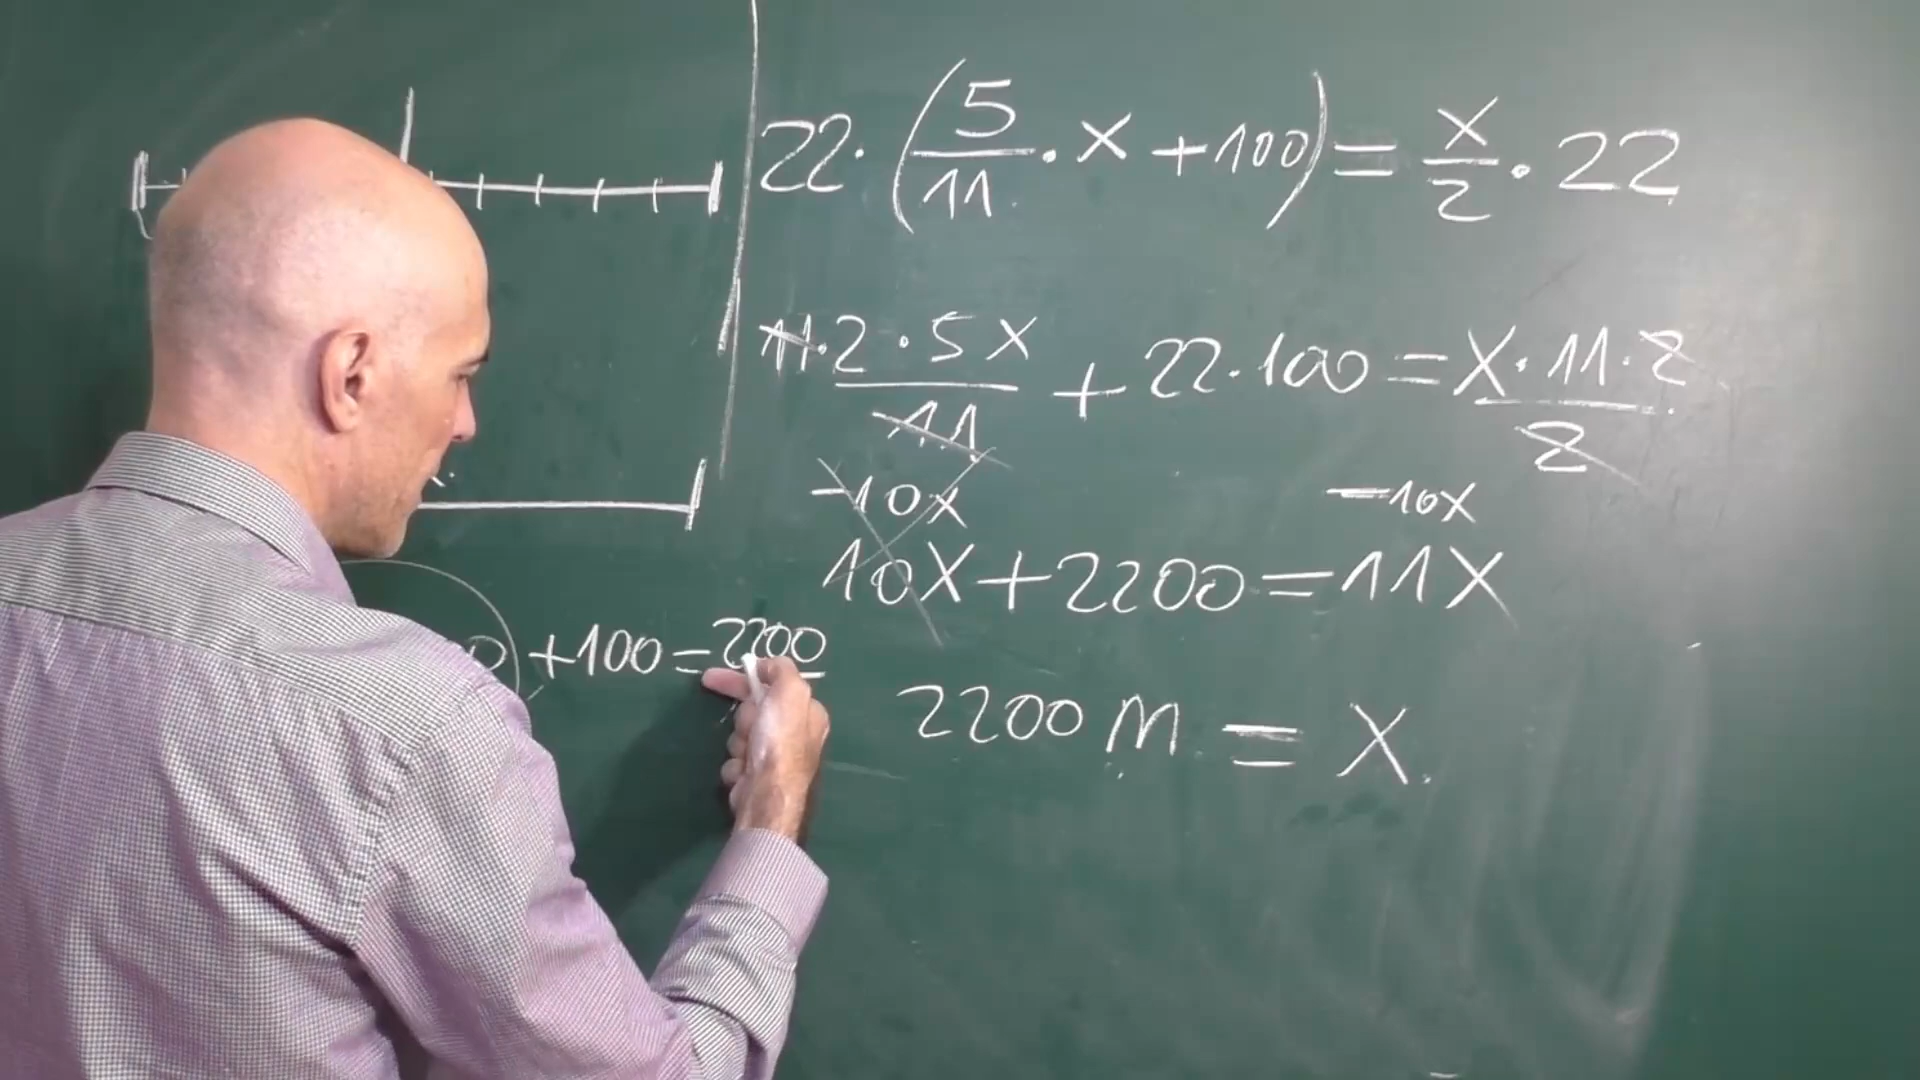 22 · (5/11 · x + 100) = x/2 · 22
11 · 2 · 5x/11 + 22 · 100 = x · 11 · 2/2
-10x -10x
10x + 2200 = 11x
+100 = 2200
2200 m = x